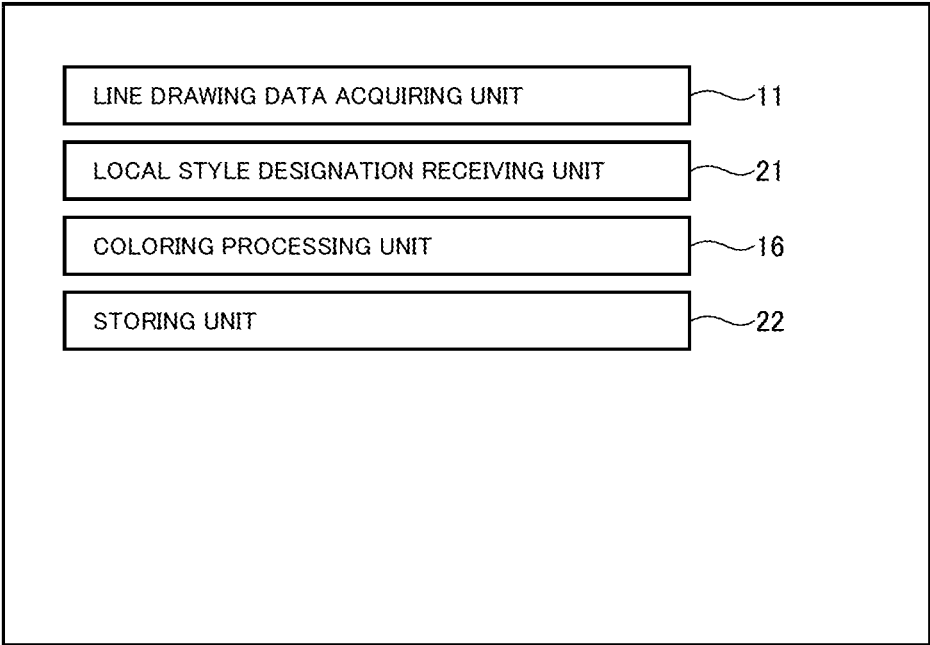 LINE DRAWING DATA ACQUIRING UNIT 11
LOCAL STYLE DESIGNATION RECEIVING UNIT 21
COLORING PROCESSING UNIT 16
STORING UNIT 22